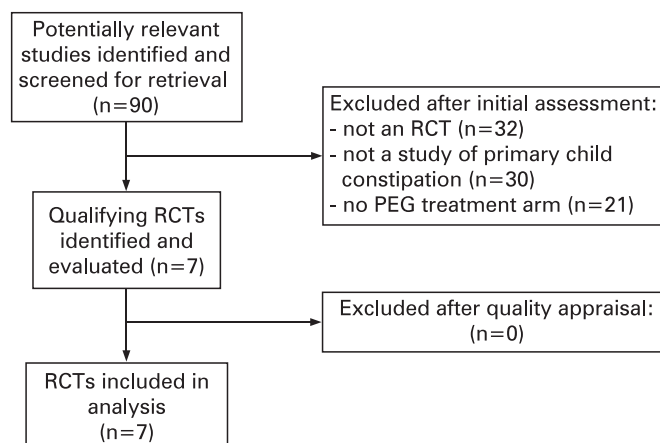 Potentially relevant
studies identified and
screened for retrieval
(n=90)
Excluded after initial assessment:
- not an RCT (n=32)
- not a study of primary child
constipation (n=30)
- no PEG treatment arm (n=21)
Qualifying RCTs
identified and
evaluated (n=7)
Excluded after quality appraisal:
(n=0)
RCTs included in
analysis
(n=7)